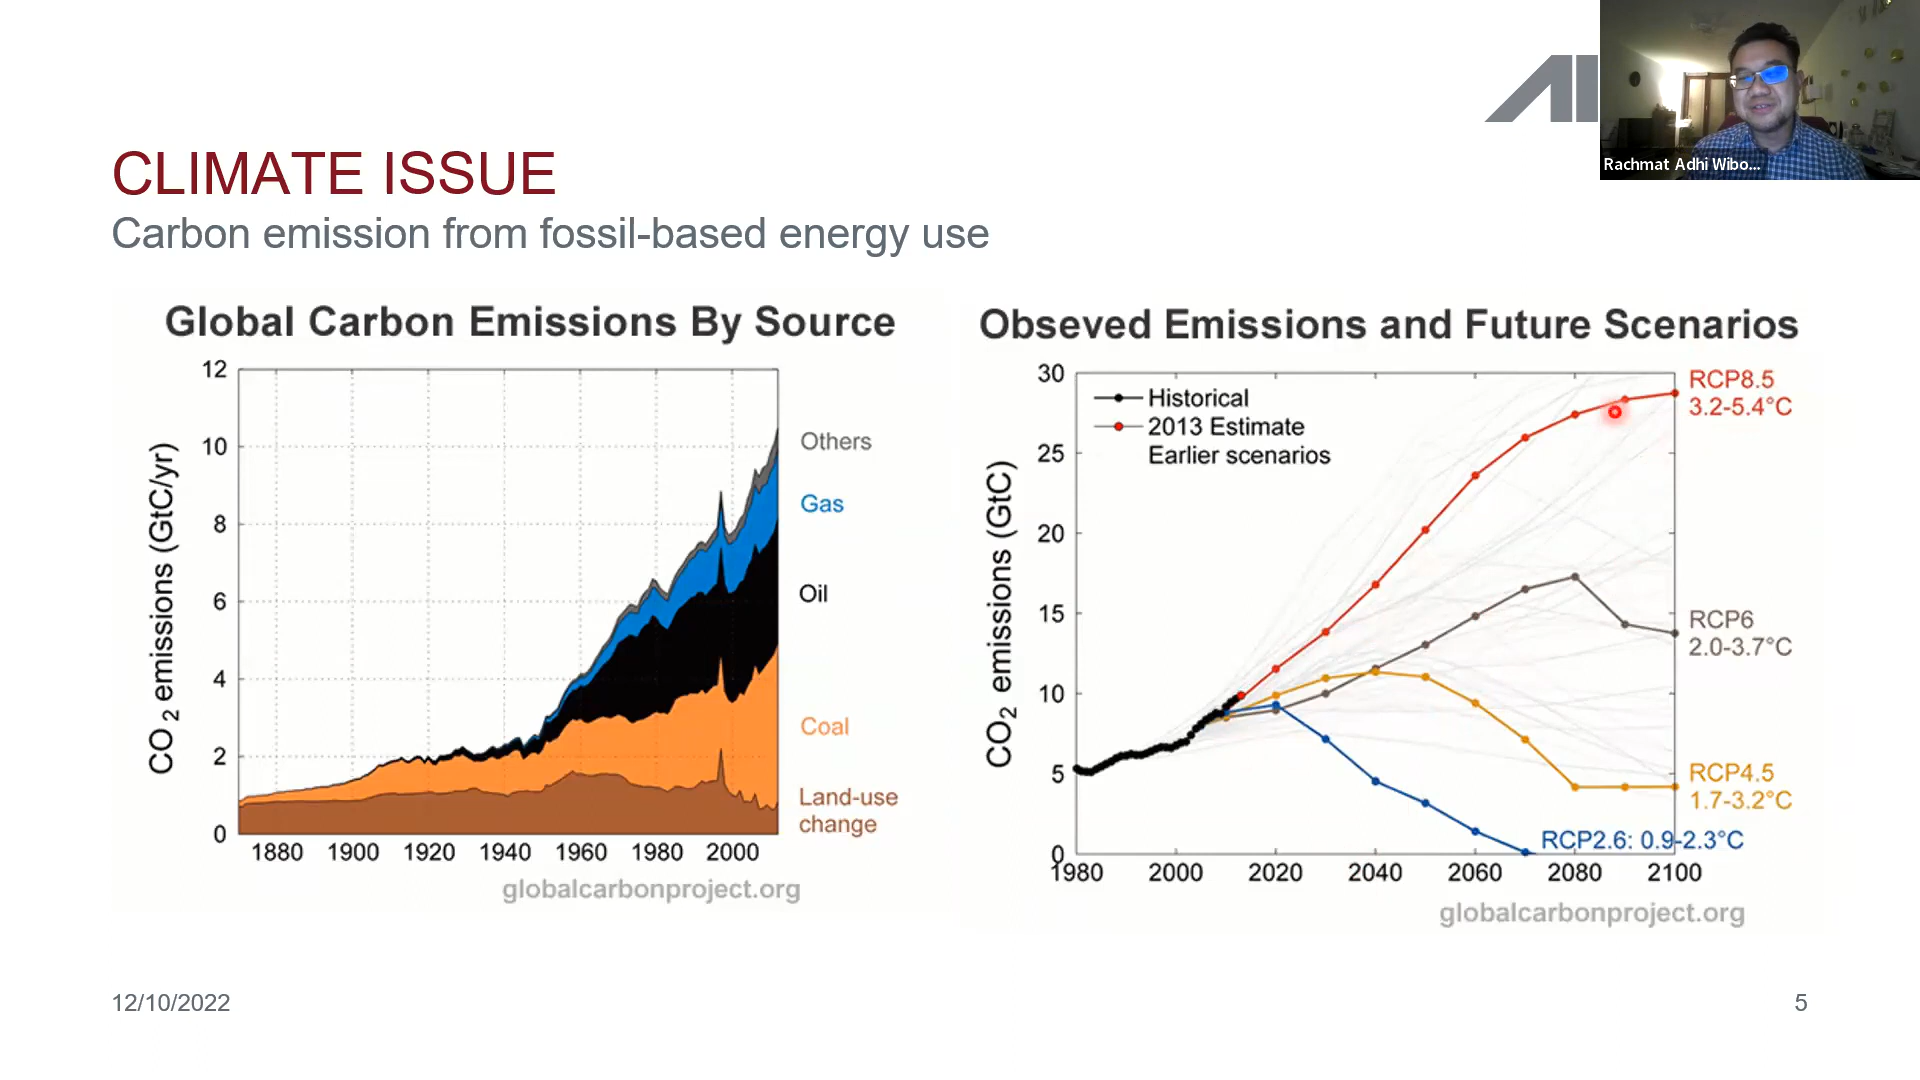 AI
Rachmat Adhi Wibo...
CLIMATE ISSUE
Carbon emission from fossil-based energy use
Global Carbon Emissions By Source
12
10
8
6
4
2
0
CO2 emissions (GtC/yr)
Others
Gas
Oil
Coal
Land-use
change
1880 1900 1920 1940 1960 1980 2000
globalcarbonproject.org
Obseved Emissions and Future Scenarios
30
25
20
15
10
5
0
CO2 emissions (GtC)
Historical
2013 Estimate
Earlier scenarios
RCP8.5
3.2-5.4°C
RCP6
2.0-3.7°C
RCP4.5
1.7-3.2°C
RCP2.6: 0.9-2.3°C
1980 2000 2020 2040 2060 2080 2100
globalcarbonproject.org
12/10/2022
5